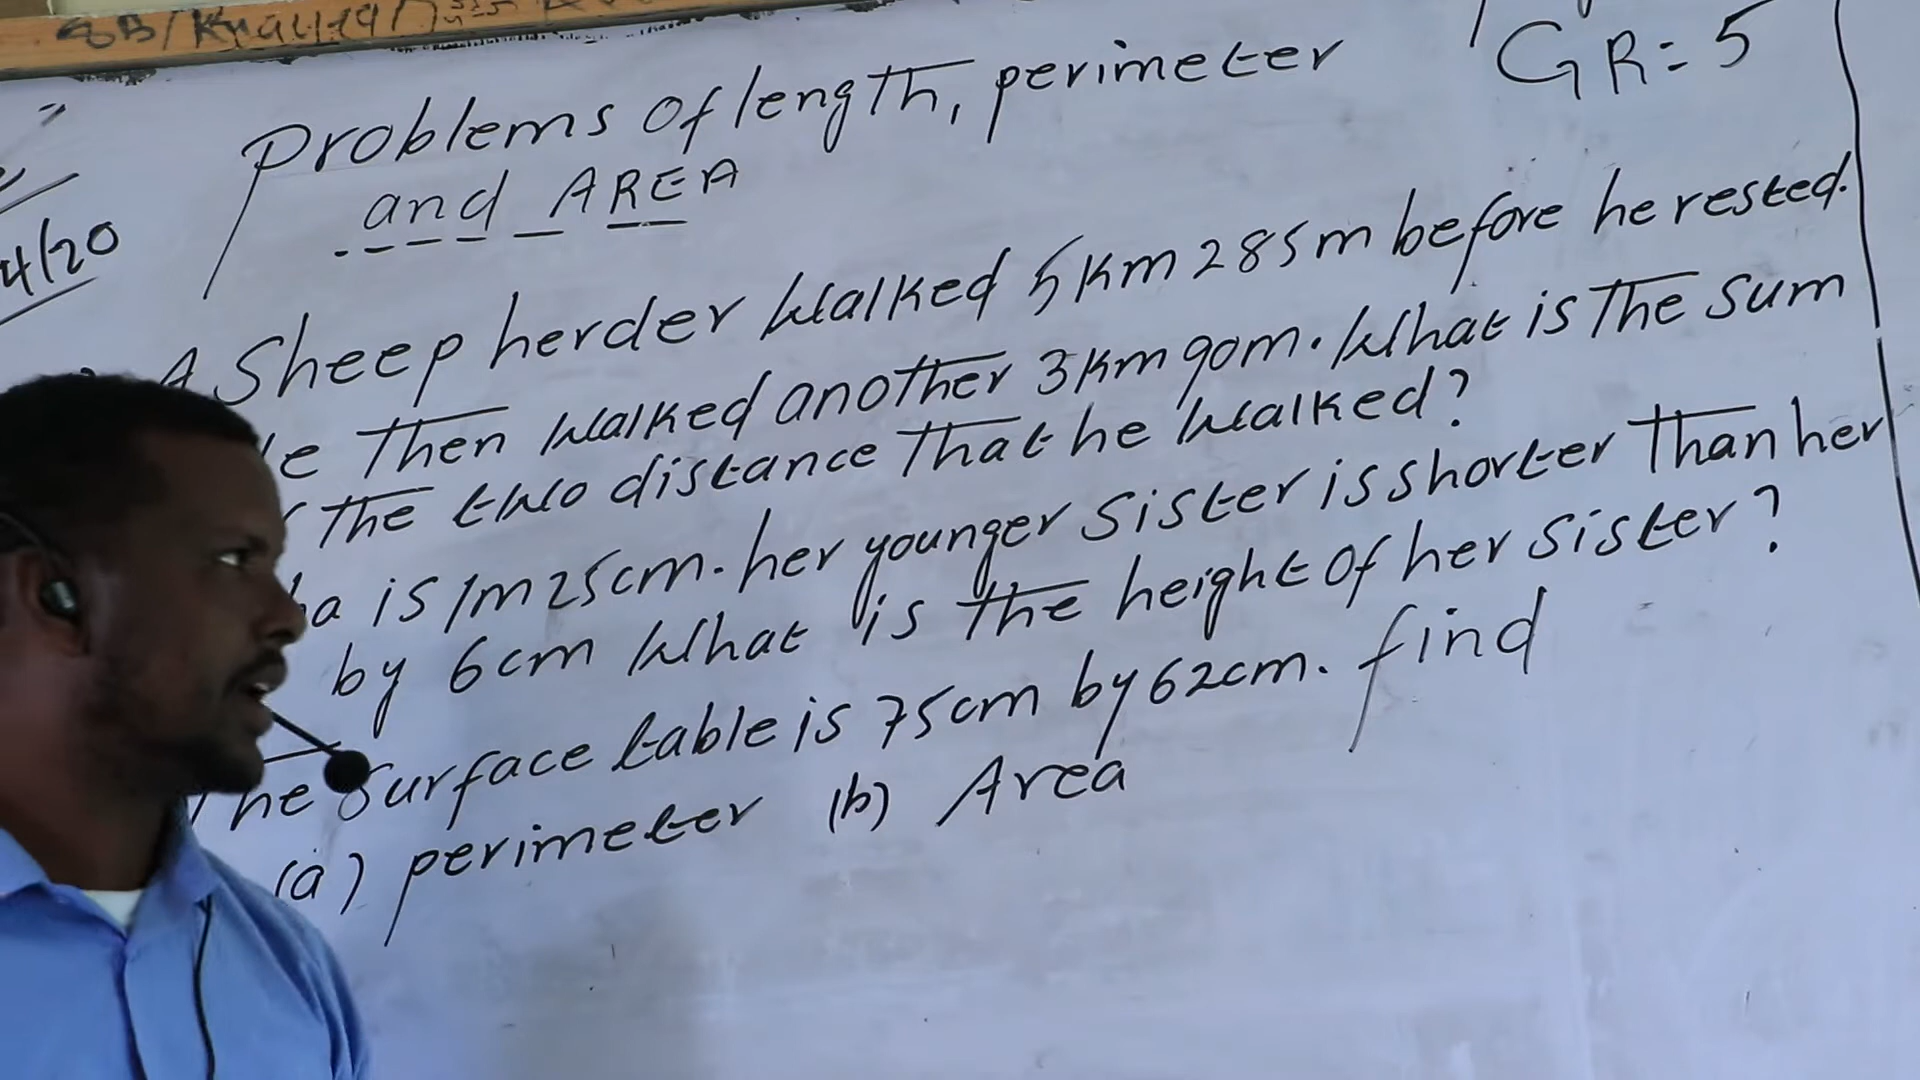 GR=5
problems of length, perimeter
and AREA
4/20
A Sheep herder walked 5km 285m before he rested.
then walked another 3km 90m. What is the sum
the two distance that he walked?
is 1m 25cm. her younger sister is shorter than her
by 6cm What is the height of her sister?
The surface table is 75cm by 62cm. find
(a) perimeter (b) Area